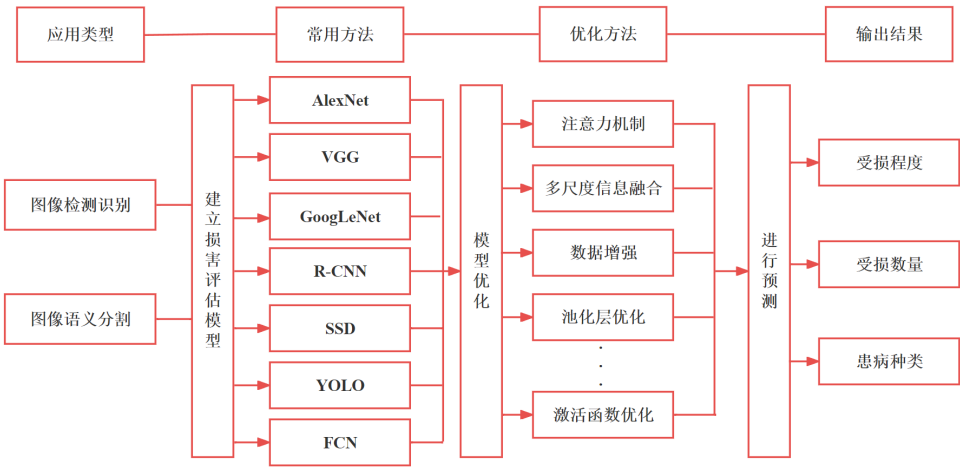 应用类型
常用方法
优化方法
输出结果
图像检测识别
图像语义分割
建立损害评估模型
AlexNet
VGG
GoogLeNet
R-CNN
SSD
YOLO
FCN
模型优化
注意力机制
多尺度信息融合
数据增强
池化层优化
激活函数优化
进行预测
受损程度
受损数量
患病种类